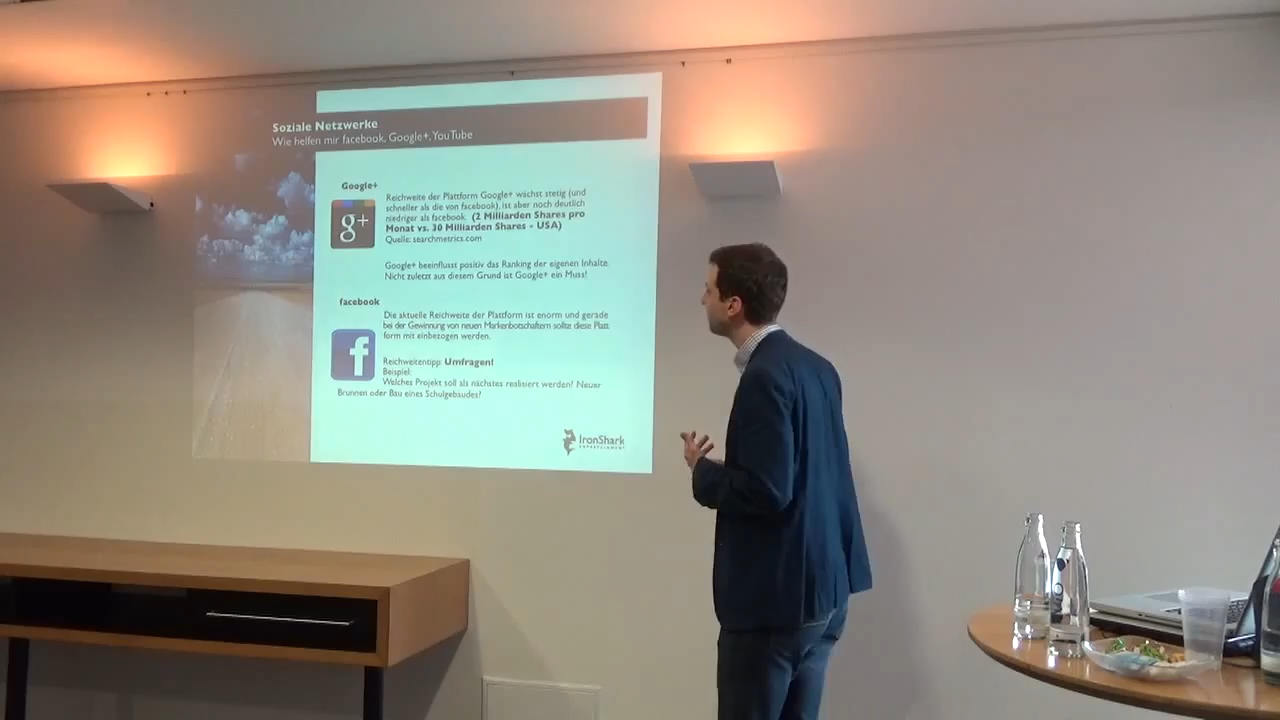 Soziale Netzwerke
Wie helfen mir facebook, Google+, YouTube
Google+
g+
Reichweite der Plattform Google+ wächst stetig (und
schneller als die von facebook), ist aber noch deutlich
niedriger als facebook. (2 Milliarden Shares pro
Monat vs. 30 Milliarden Shares - USA)
Quelle: searchmetrics.com
Google+ beeinflusst positiv das Ranking der eigenen Inhalte.
Nicht zuletzt aus diesem Grund ist Google+ ein Muss!
facebook
f
Die aktuelle Reichweite der Plattform ist enorm und gerade
bei der Gewinnung von neuen Markenbotschaftern sollte diese Platt
form mit einbezogen werden.
Reichweitentipp: Umfragen!
Beispiel:
Welches Projekt soll als nächstes realisiert werden? Neuer
Brunnen oder Bau eines Schulgebäudes?
IronShark
ENTERTAINMENT